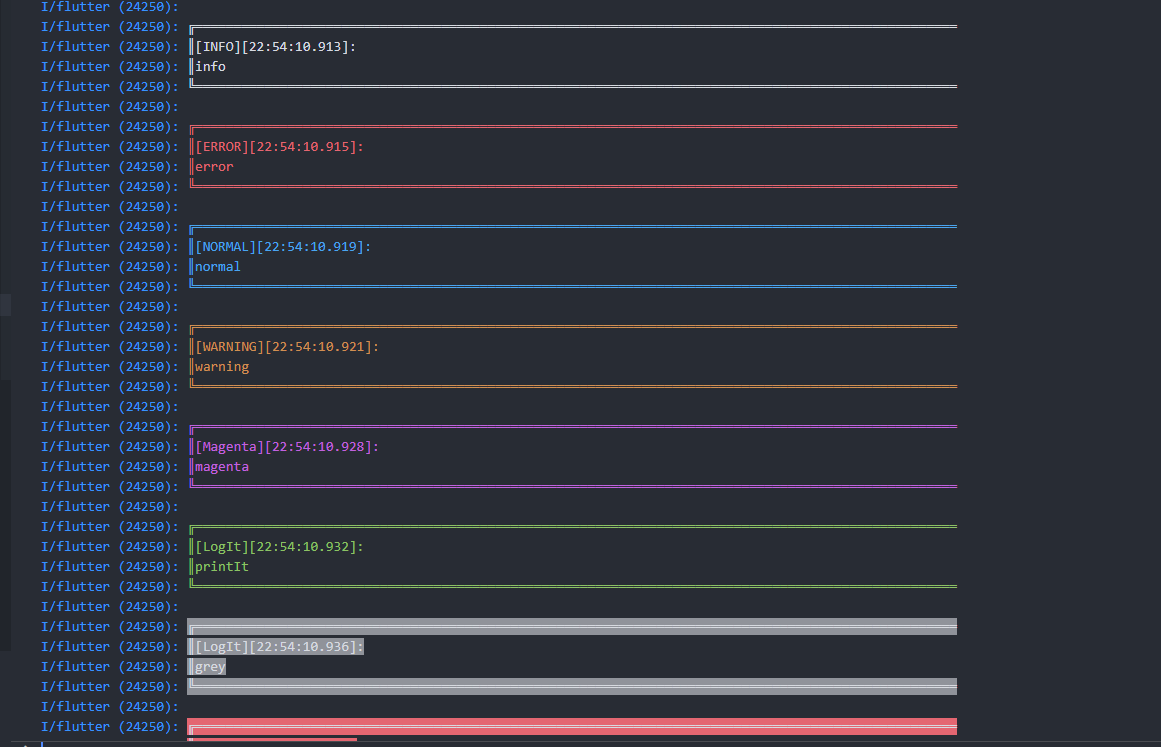 I/flutter (24250):
I/flutter (24250): ╔════════════════════════════════════════════════════════════════════════════════════════════════════
I/flutter (24250): ║[INFO][22:54:10.913]:
I/flutter (24250): ║info
I/flutter (24250): ╚════════════════════════════════════════════════════════════════════════════════════════════════════
I/flutter (24250):
I/flutter (24250): ╔════════════════════════════════════════════════════════════════════════════════════════════════════
I/flutter (24250): ║[ERROR][22:54:10.915]:
I/flutter (24250): ║error
I/flutter (24250): ╚════════════════════════════════════════════════════════════════════════════════════════════════════
I/flutter (24250):
I/flutter (24250): ╔════════════════════════════════════════════════════════════════════════════════════════════════════
I/flutter (24250): ║[NORMAL][22:54:10.919]:
I/flutter (24250): ║normal
I/flutter (24250): ╚════════════════════════════════════════════════════════════════════════════════════════════════════
I/flutter (24250):
I/flutter (24250): ╔════════════════════════════════════════════════════════════════════════════════════════════════════
I/flutter (24250): ║[WARNING][22:54:10.921]:
I/flutter (24250): ║warning
I/flutter (24250): ╚════════════════════════════════════════════════════════════════════════════════════════════════════
I/flutter (24250):
I/flutter (24250): ╔════════════════════════════════════════════════════════════════════════════════════════════════════
I/flutter (24250): ║[Magenta][22:54:10.928]:
I/flutter (24250): ║magenta
I/flutter (24250): ╚════════════════════════════════════════════════════════════════════════════════════════════════════
I/flutter (24250):
I/flutter (24250): ╔════════════════════════════════════════════════════════════════════════════════════════════════════
I/flutter (24250): ║[LogIt][22:54:10.932]:
I/flutter (24250): ║printIt
I/flutter (24250): ╚════════════════════════════════════════════════════════════════════════════════════════════════════
I/flutter (24250):
I/flutter (24250): ╔════════════════════════════════════════════════════════════════════════════════════════════════════
I/flutter (24250): ║[LogIt][22:54:10.936]:
I/flutter (24250): ║grey
I/flutter (24250): ╚════════════════════════════════════════════════════════════════════════════════════════════════════
I/flutter (24250):
I/flutter (24250): ╔════════════════════════════════════════════════════════════════════════════════════════════════════